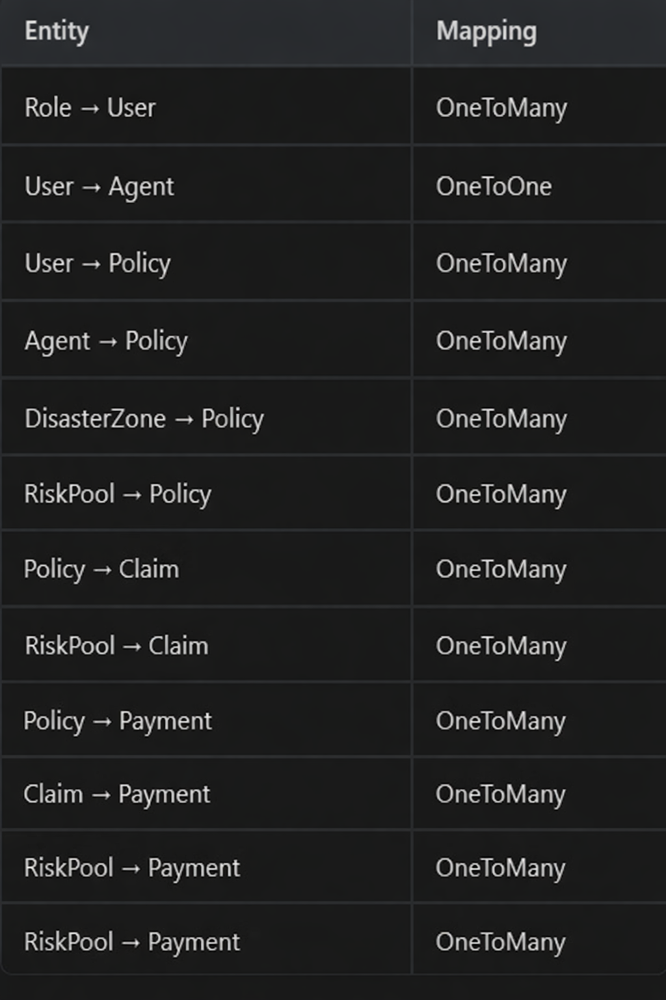 Entity Mapping
Role → User OneToMany
User → Agent OneToOne
User → Policy OneToMany
Agent → Policy OneToMany
DisasterZone → Policy OneToMany
RiskPool → Policy OneToMany
Policy → Claim OneToMany
RiskPool → Claim OneToMany
Policy → Payment OneToMany
Claim → Payment OneToMany
RiskPool → Payment OneToMany
RiskPool → Payment OneToMany